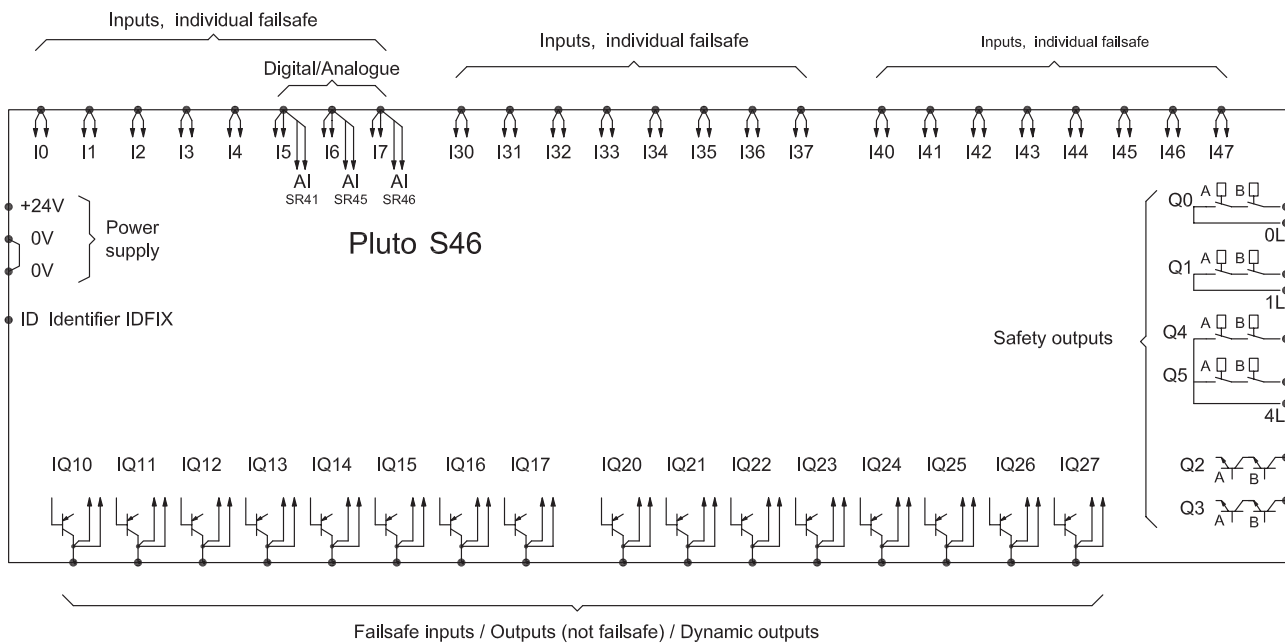 Inputs, individual failsafe
Inputs, individual failsafe
Inputs, individual failsafe
Digital/Analogue
I0 I1 I2 I3 I4 I5 I6 I7 I30 I31 I32 I33 I34 I35 I36 I37 I40 I41 I42 I43 I44 I45 I46 I47
AI AI AI
SR41 SR45 SR46
+24V
0V
0V
Power
supply
Pluto S46
ID Identifier IDFIX
Safety outputs
Q0 A B
0L
Q1 A B
1L
Q4 A B
Q5 A B
4L
Q2 A B
Q3 A B
IQ10 IQ11 IQ12 IQ13 IQ14 IQ15 IQ16 IQ17 IQ20 IQ21 IQ22 IQ23 IQ24 IQ25 IQ26 IQ27
Failsafe inputs / Outputs (not failsafe) / Dynamic outputs